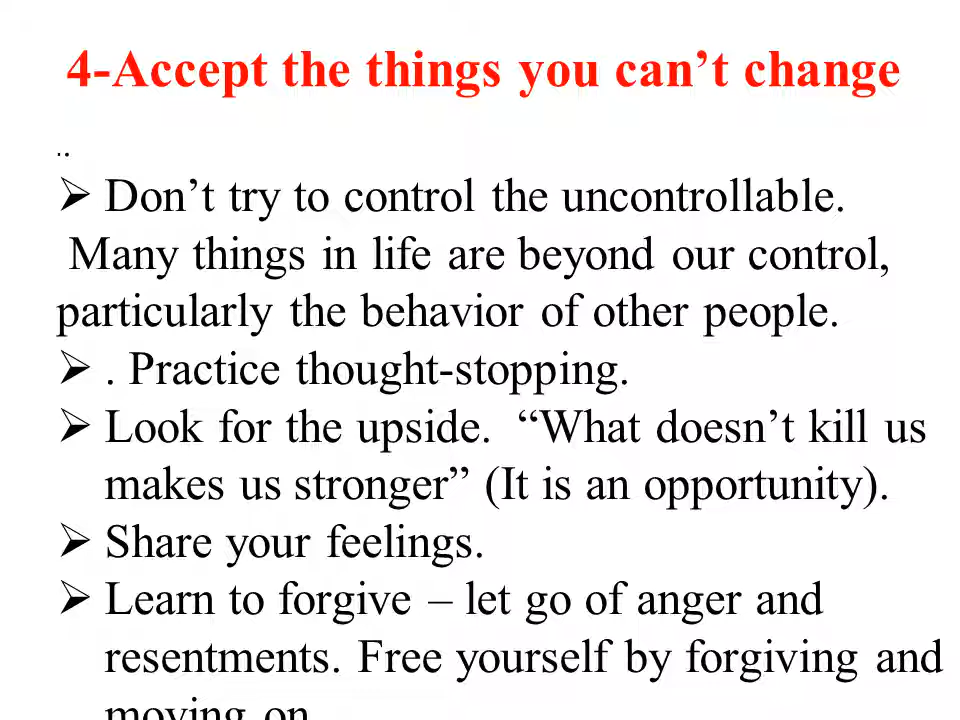 4-Accept the things you can’t change
..
➢ Don’t try to control the uncontrollable.
Many things in life are beyond our control,
particularly the behavior of other people.
➢ . Practice thought-stopping.
➢ Look for the upside. “What doesn’t kill us
makes us stronger” (It is an opportunity).
➢ Share your feelings.
➢ Learn to forgive – let go of anger and
resentments. Free yourself by forgiving and
moving on